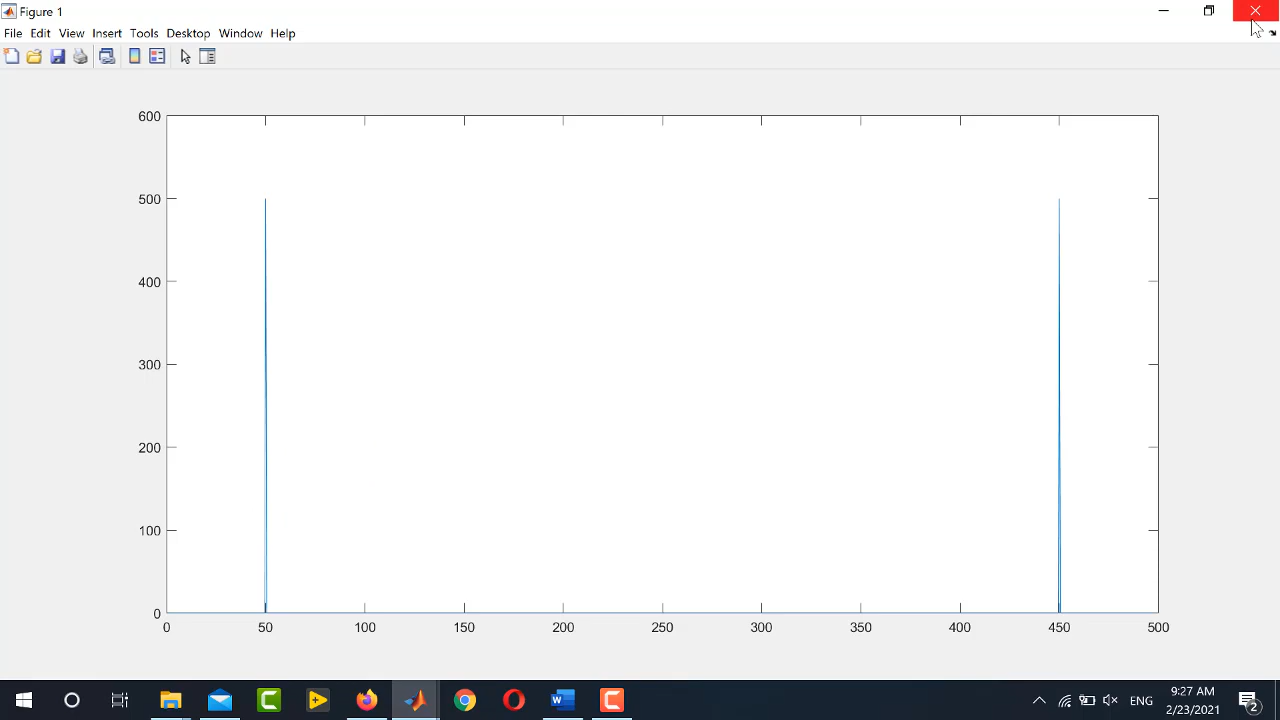 Figure 1
File Edit View Insert Tools Desktop Window Help
600
500
400
300
200
100
0
0 50 100 150 200 250 300 350 400 450 500
ENG
9:27 AM
2/23/2021
2